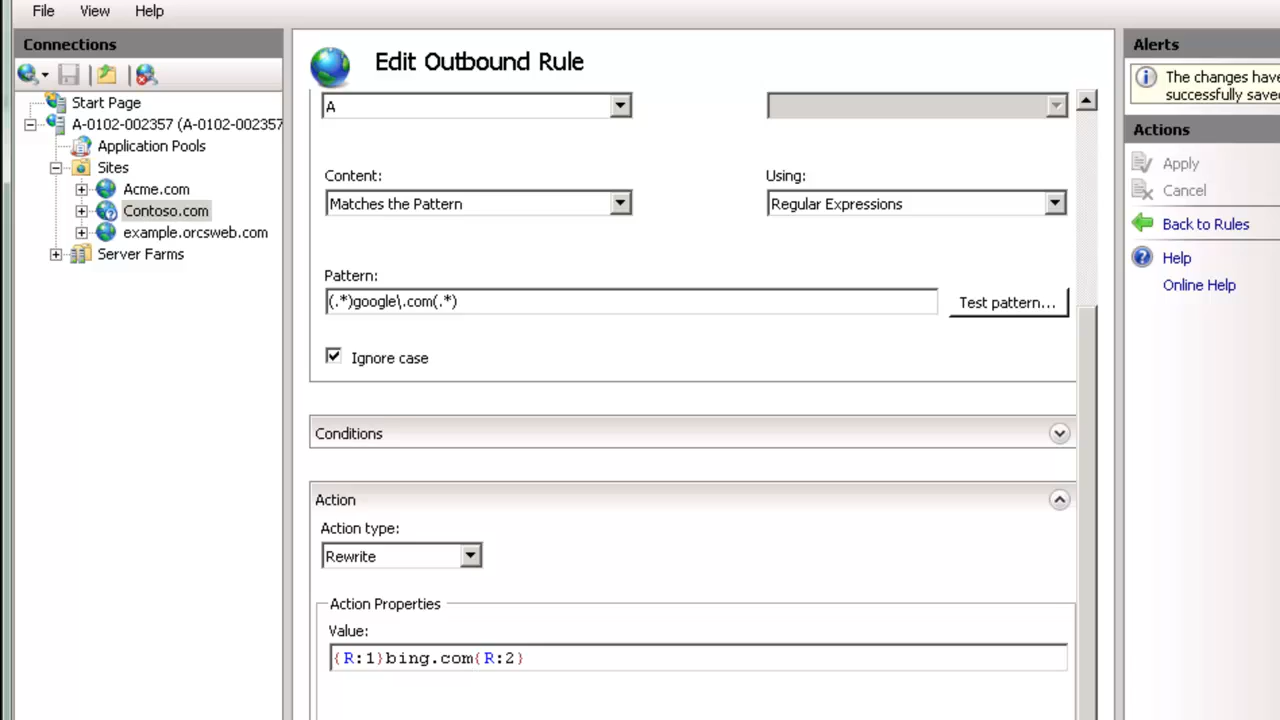 File View Help
Connections
Start Page
A-0102-002357 (A-0102-002357
Application Pools
Sites
Acme.com
Contoso.com
example.orcsweb.com
Server Farms
Edit Outbound Rule
A
Content:
Using:
Matches the Pattern
Regular Expressions
Pattern:
(.*)google\.com(.*)
Test pattern...
Ignore case
Conditions
Action
Action type:
Rewrite
Action Properties
Value:
{R:1}bing.com{R:2}
Alerts
The changes have
successfully save
Actions
Apply
Cancel
Back to Rules
Help
Online Help